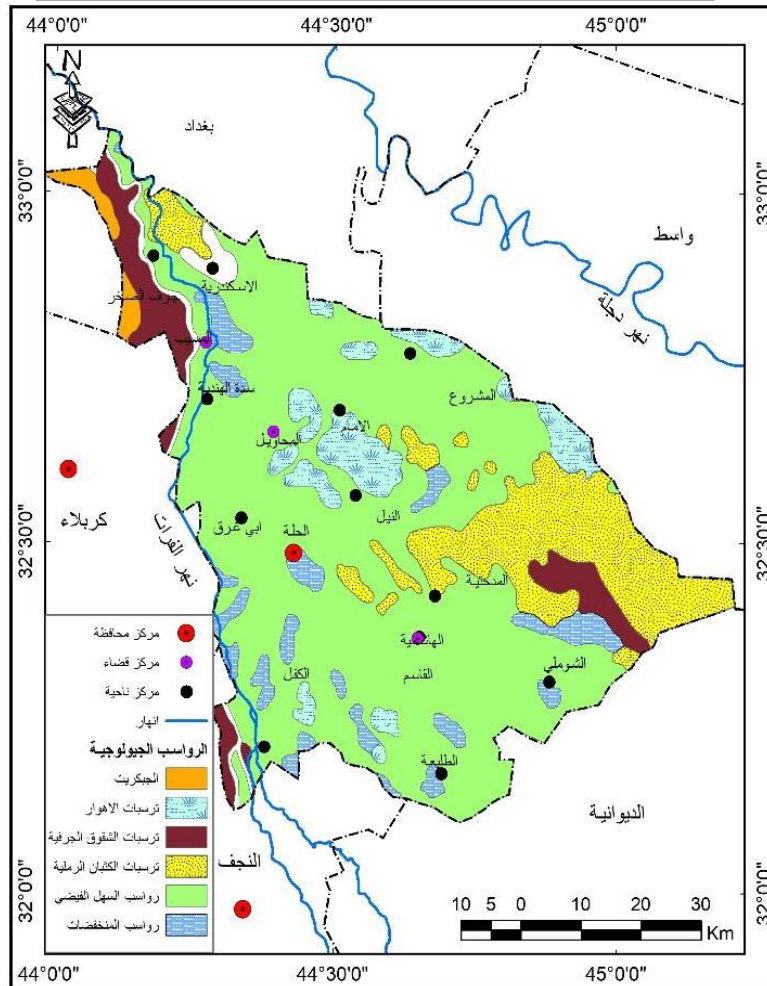 44°0'0" 44°30'0" 45°0'0"
N
بغداد
33°0'0"
33°0'0"
واسط
نهر دجلة
الاسكندرية
جرف الصخر
المسيب
سدة الهندية
المشروع
الامام
المحاويل
النيل
ابي غرق
الحلة
كربلاء
نهر الفرات
32°30'0"
32°30'0"
المدحتية
الهاشمية
القاسم
الكفل
الشوملي
الطليعة
الديوانية
النجف
32°0'0"
32°0'0"
مركز محافظة
مركز قضاء
مركز ناحية
انهار
الرواسب الجيولوجية
الجبكريت
ترسبات الاهوار
ترسبات الشقوق الجرفية
ترسبات الكثبان الرملية
رواسب السهل الفيضي
رواسب المنخفضات
10 5 0 10 20 30
Km
44°0'0" 44°30'0" 45°0'0"